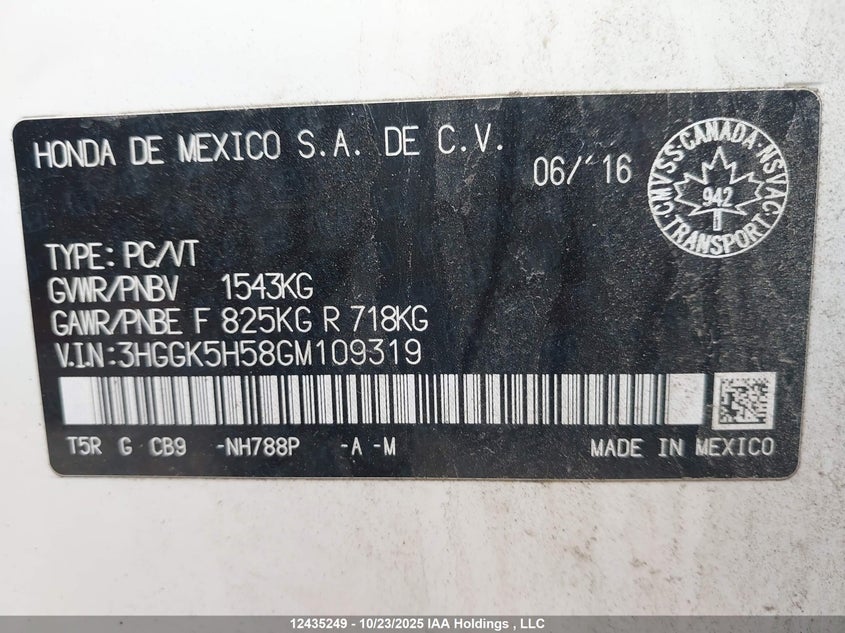 HONDA DE MEXICO S.A. DE C.V.
06/'16
CMVSS·CANADA·NSVAC·TRANSPORT
942
TYPE: PC/VT
GVWR/PNBV 1543KG
GAWR/PNBE F 825KG R 718KG
V.I.N:3HGGK5H58GM109319
T5R G CB9 -NH788P -A -M MADE IN MEXICO
12435249 - 10/23/2025 IAA Holdings , LLC